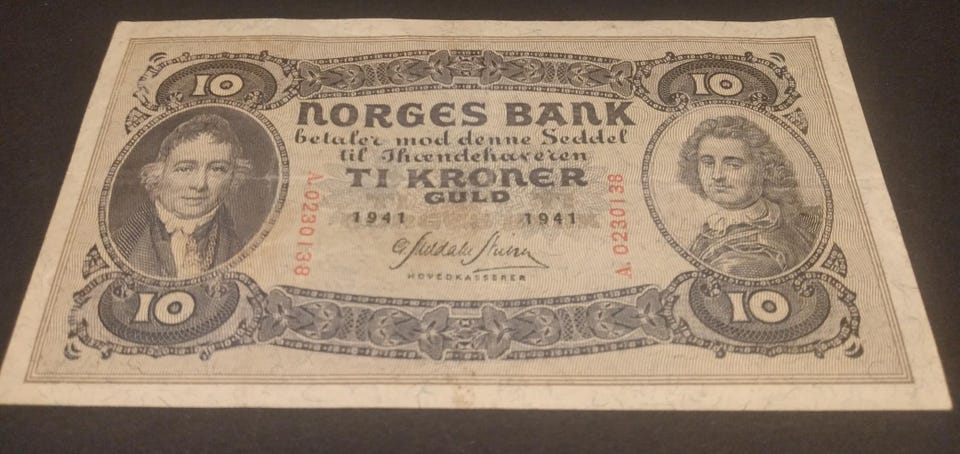 10 10
NORGES BANK
betaler mod denne Seddel
til Ihændehaveren
TI KRONER
GULD
1941 1941
A.0230138
A.0230138
HOVEDKASSERER
10 10